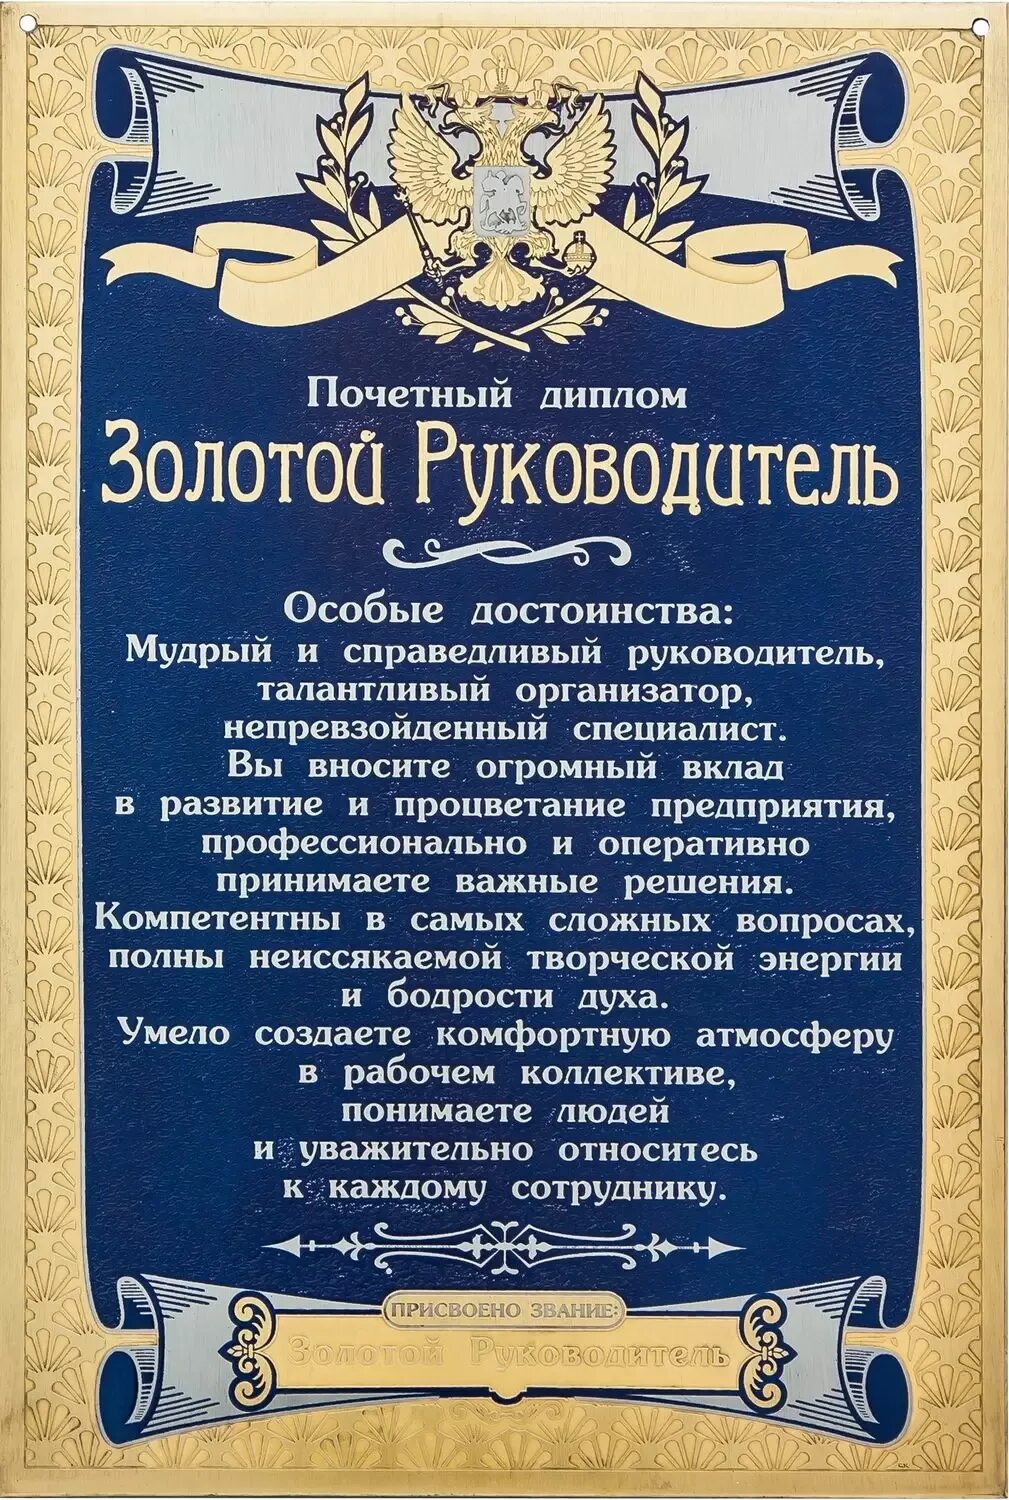 Почетный диплом
Золотой Руководитель
Особые достоинства:
Мудрый и справедливый руководитель,
талантливый организатор,
непревзойденный специалист.
Вы вносите огромный вклад
в развитие и процветание предприятия,
профессионально и оперативно
принимаете важные решения.
Компетентны в самых сложных вопросах,
полны неиссякаемой творческой энергии
и бодрости духа.
Умело создаете комфортную атмосферу
в рабочем коллективе,
понимаете людей
и уважительно относитесь
к каждому сотруднику.
ПРИСВОЕНО ЗВАНИЕ:
Золотой Руководитель